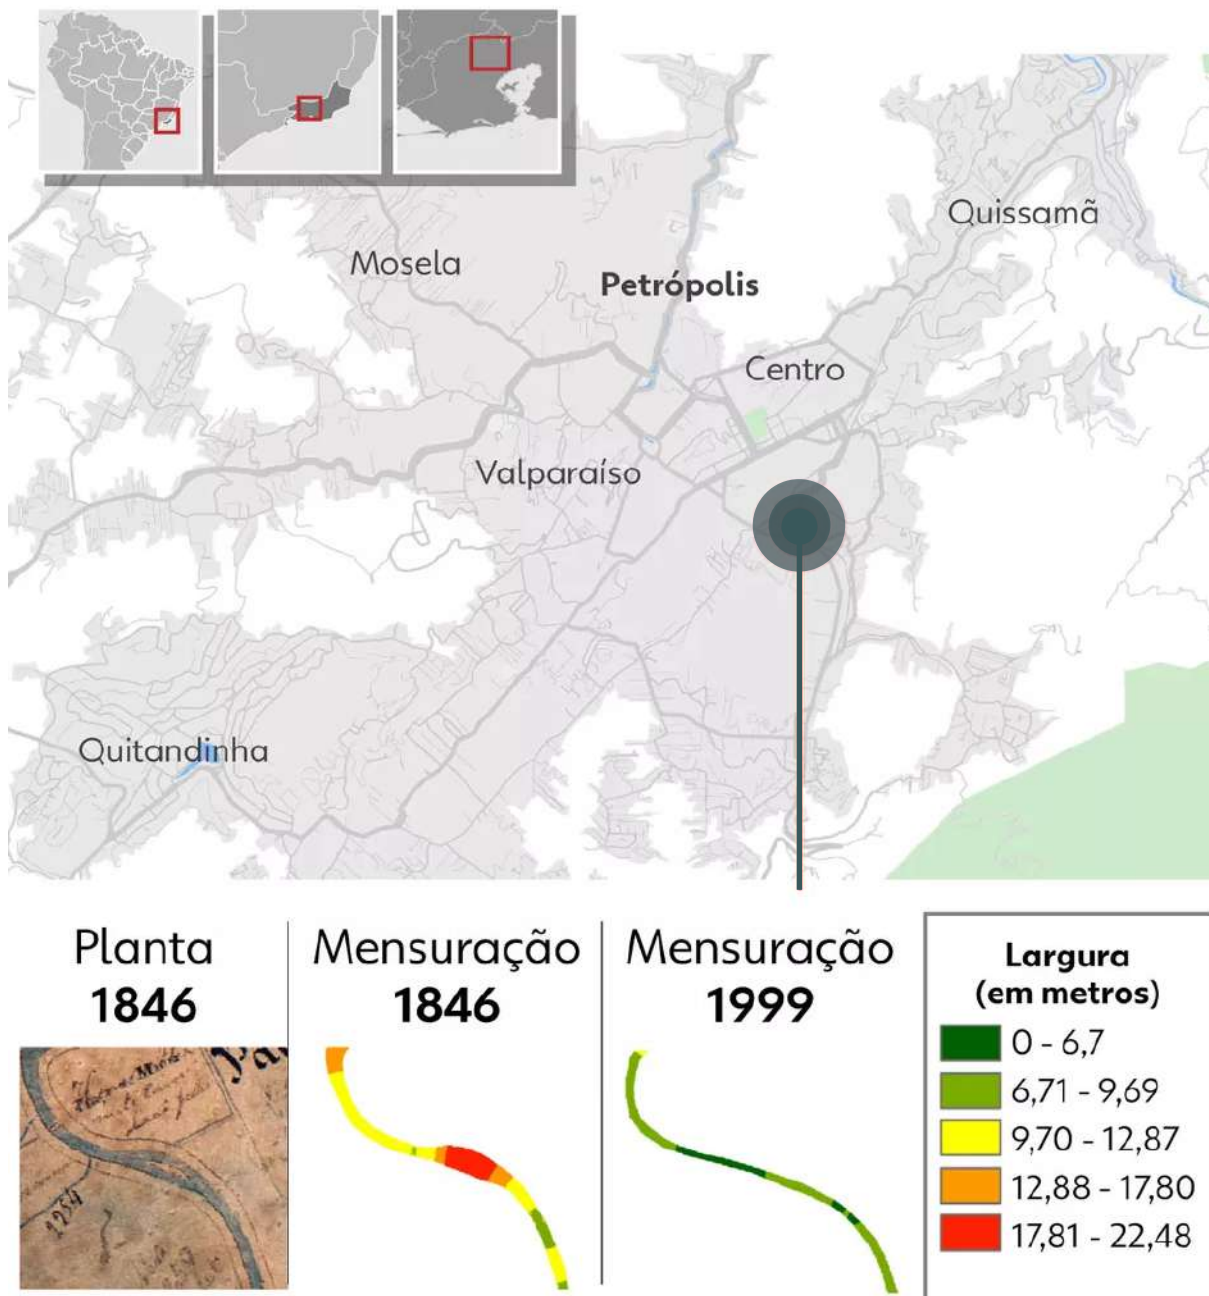 Quissamã
Mosela
Petrópolis
Centro
Valparaíso
Quitandinha
Planta
1846
Mensuração
1846
Mensuração
1999
Largura
(em metros)
0 - 6,7
6,71 - 9,69
9,70 - 12,87
12,88 - 17,80
17,81 - 22,48
1254